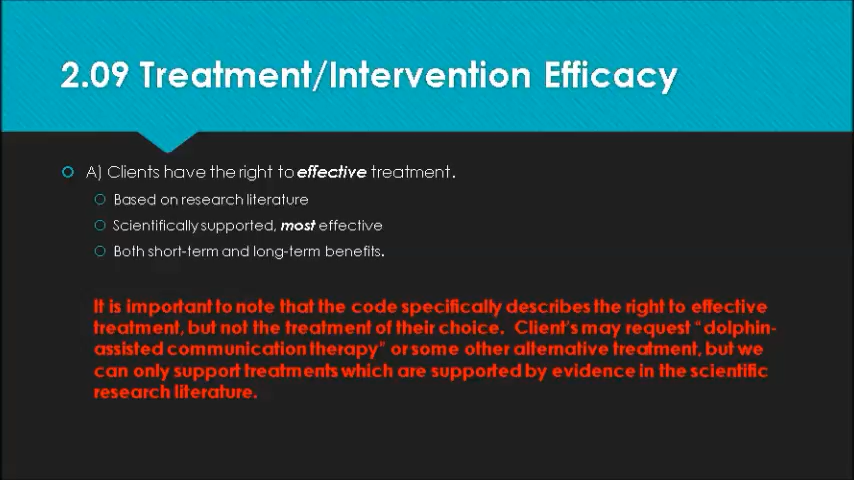 2.09 Treatment/Intervention Efficacy
A) Clients have the right to effective treatment.
Based on research literature
Scientifically supported, most effective
Both short-term and long-term benefits.
It is important to note that the code specifically describes the right to effective
treatment, but not the treatment of their choice. Client's may request "dolphin-
assisted communication therapy" or some other alternative treatment, but we
can only support treatments which are supported by evidence in the scientific
research literature.